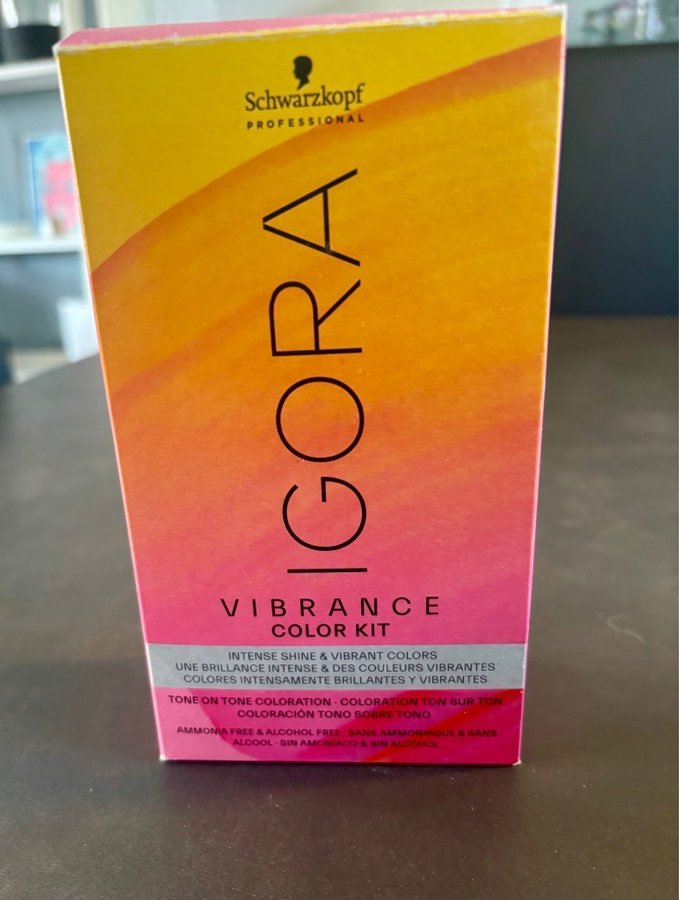 Schwarzkopf
PROFESSIONAL
IGORA
VIBRANCE
COLOR KIT
INTENSE SHINE & VIBRANT COLORS
UNE BRILLANCE INTENSE & DES COULEURS VIBRANTES
COLORES INTENSAMENTE BRILLANTES Y VIBRANTES
TONE ON TONE COLORATION · COLORATION TON SUR TON
COLORACIÓN TONO SOBRE TONO
AMMONIA FREE & ALCOHOL FREE · SANS AMMONIAQUE & SANS
ALCOOL · SIN AMONÍACO & SIN ALCOHOL